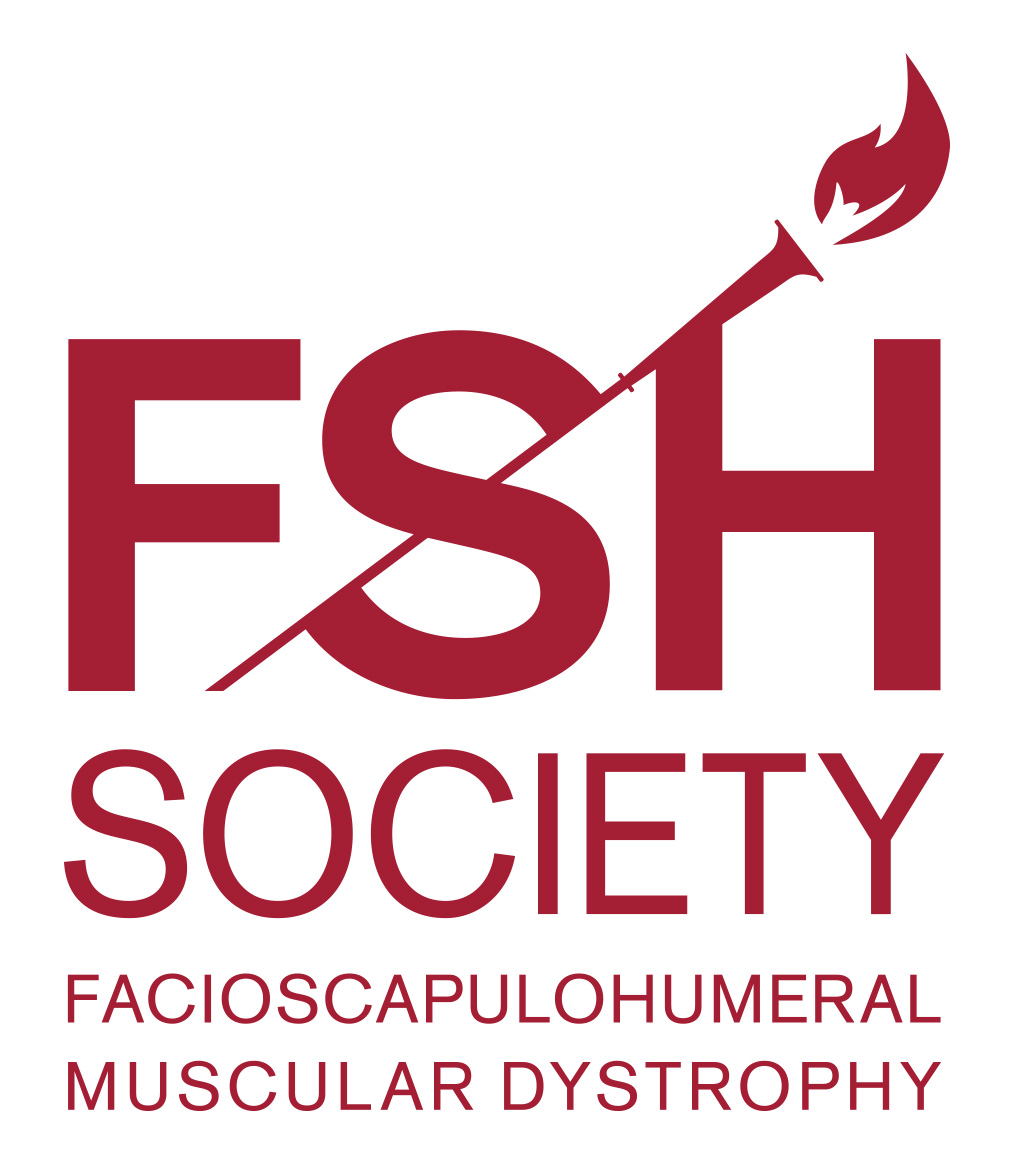 FSH
SOCIETY
FACIOSCAPULOHUMERAL
MUSCULAR DYSTROPHY